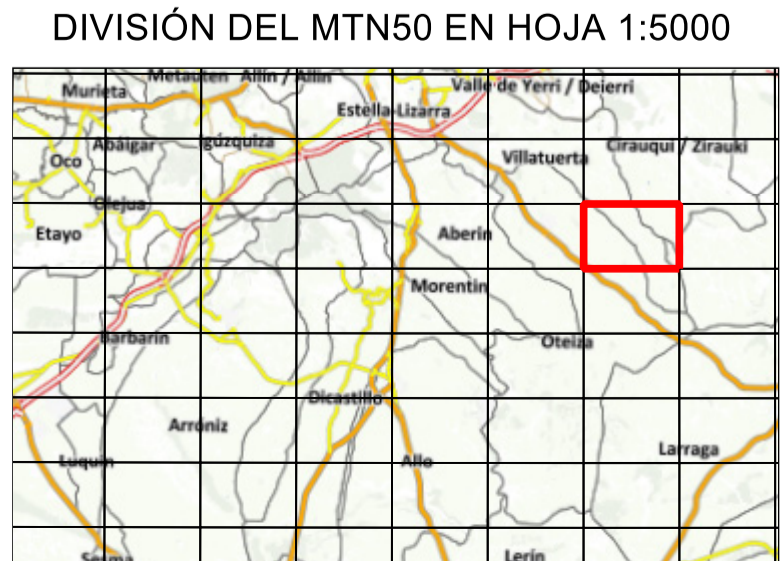 DIVISIÓN DEL MTN50 EN HOJA 1:5000
Metauten
Allín / Allin
Murieta
Valle de Yerri / Deierri
Estella-Lizarra
Abáigar
Igúzquiza
Cirauqui / Zirauki
Oco
Villatuerta
Olejua
Etayo
Aberin
Morentin
Barbarin
Oteiza
Dicastillo
Arróniz
Larraga
Luquin
Allo
Sesma
Lerín